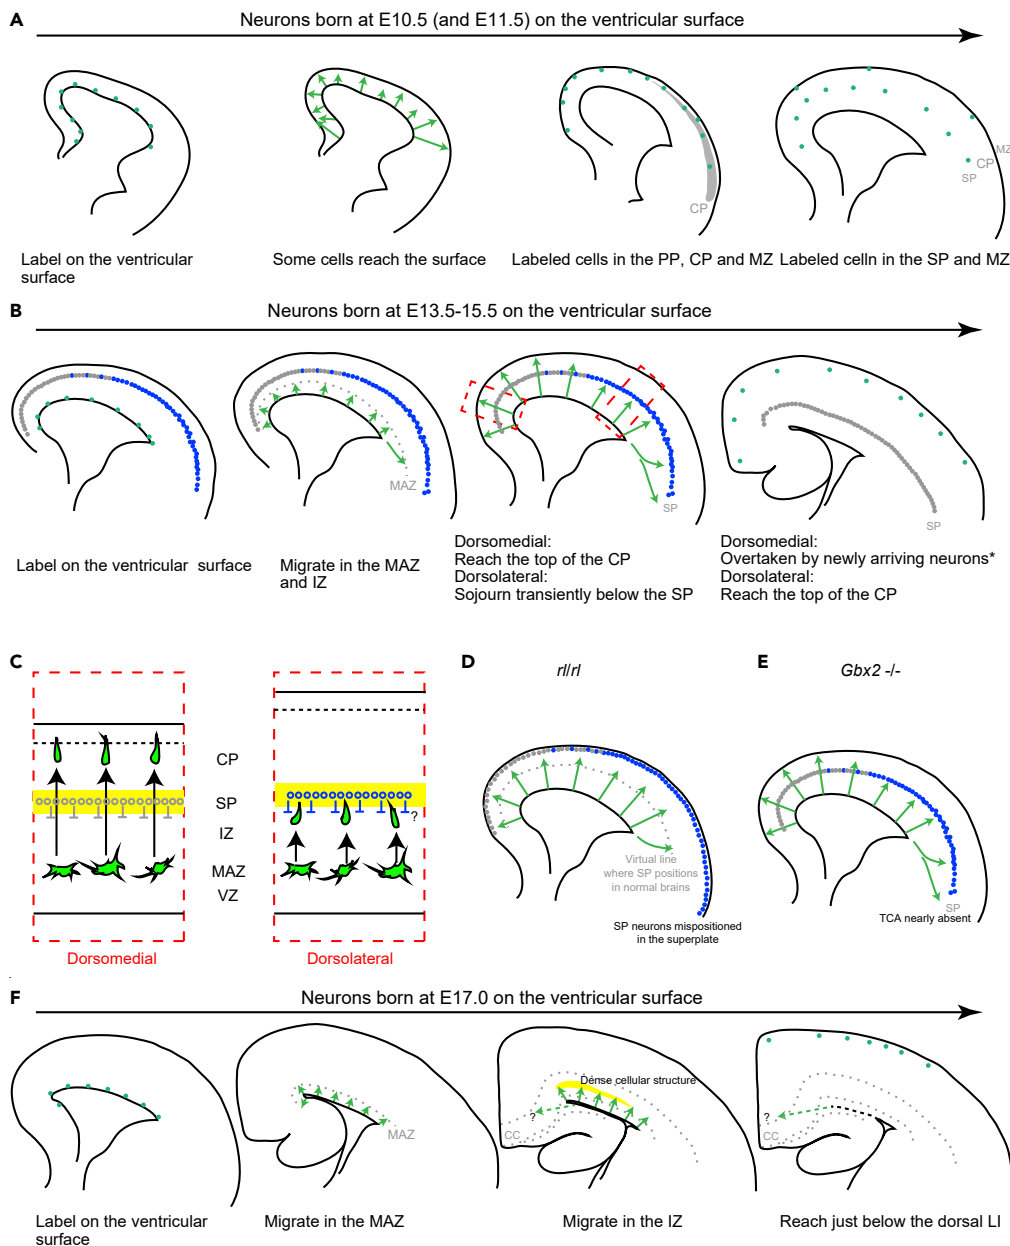 A
Neurons born at E10.5 (and E11.5) on the ventricular surface
MZ
CP
SP
CP
Label on the ventricular
surface
Some cells reach the surface
Labeled cells in the PP, CP and MZ
Labeled celln in the SP and MZ
B
Neurons born at E13.5-15.5 on the ventricular surface
MAZ
SP
SP
Label on the ventricular surface
Migrate in the MAZ
and IZ
Dorsomedial:
Reach the top of the CP
Dorsolateral:
Sojourn transiently below the SP
Dorsomedial:
Overtaken by newly arriving neurons*
Dorsolateral:
Reach the top of the CP
C
CP
SP
IZ
MAZ
VZ
?
Dorsomedial
Dorsolateral
D
rl/rl
Virtual line
where SP positions
in normal brains
SP neurons mispositioned
in the superplate
E
Gbx2 -/-
SP
TCA nearly absent
F
Neurons born at E17.0 on the ventricular surface
MAZ
Dense cellular structure
?
CC
?
CC
Label on the ventricular
surface
Migrate in the MAZ
Migrate in the IZ
Reach just below the dorsal LI